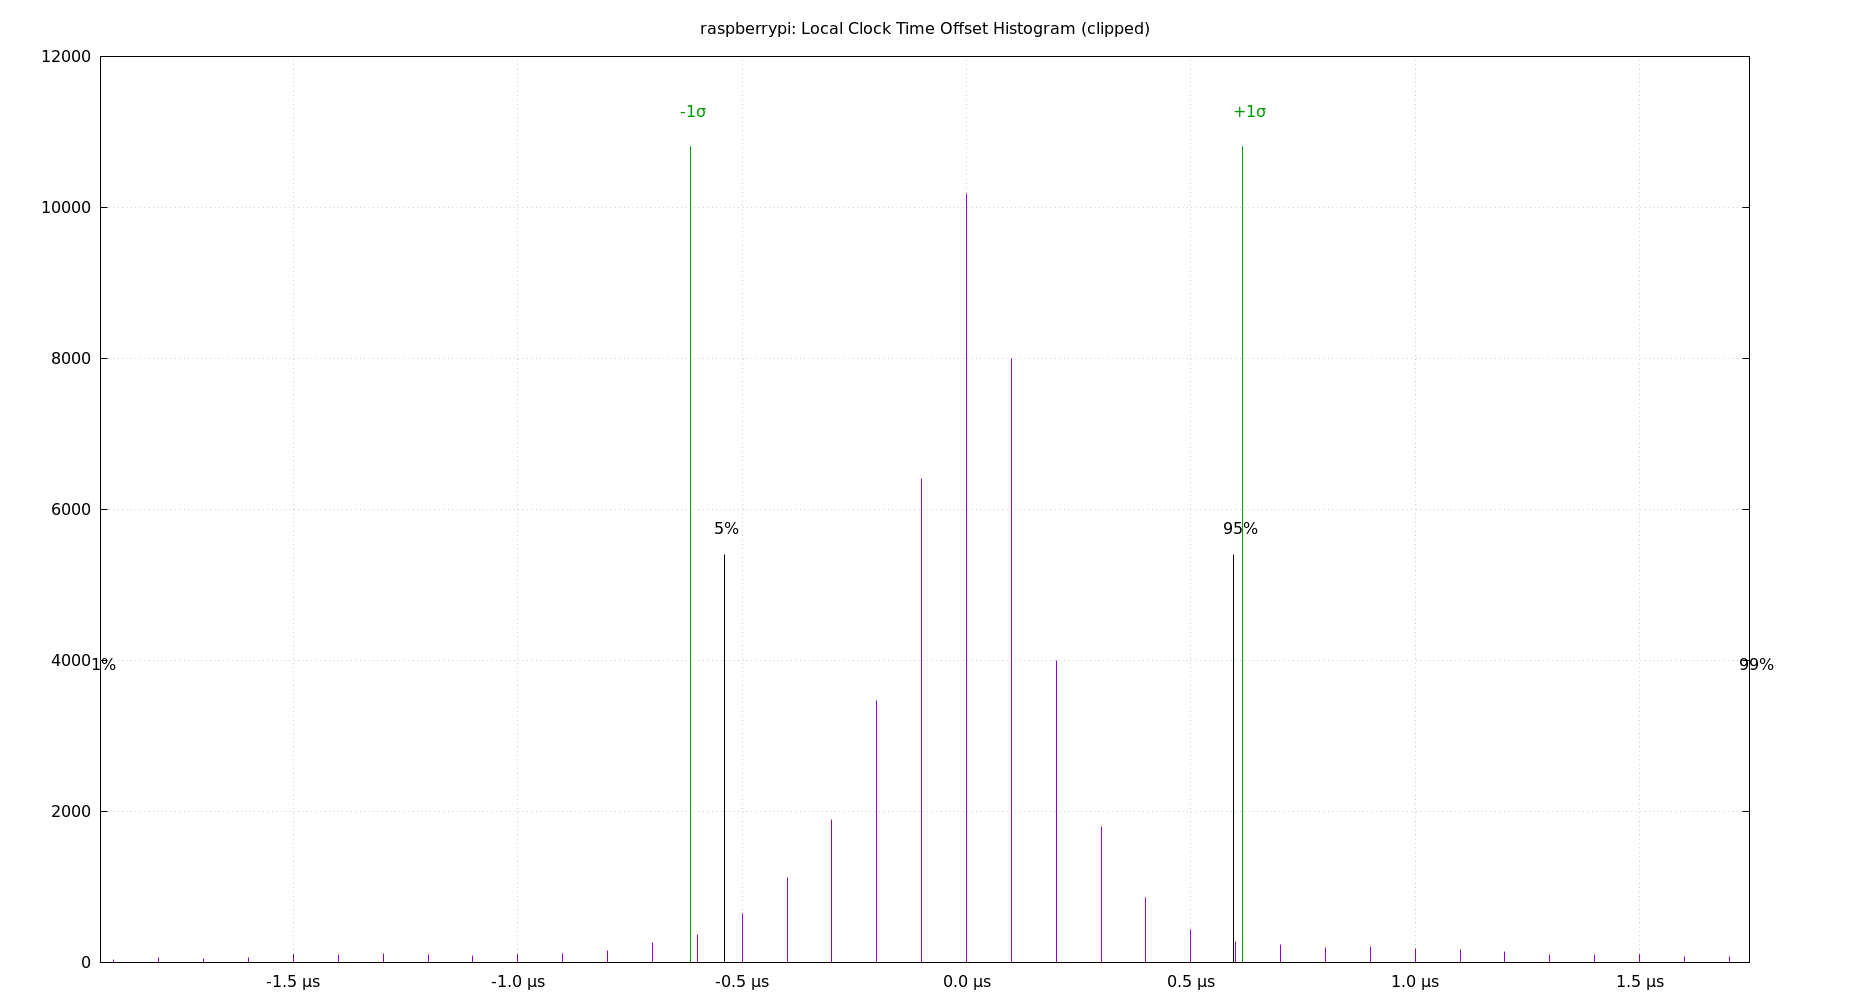 raspberrypi: Local Clock Time Offset Histogram (clipped)
12000
-1σ +1σ
10000
8000
6000
5% 95%
4000 1% 99%
2000
0
-1.5 µs -1.0 µs -0.5 µs 0.0 µs 0.5 µs 1.0 µs 1.5 µs